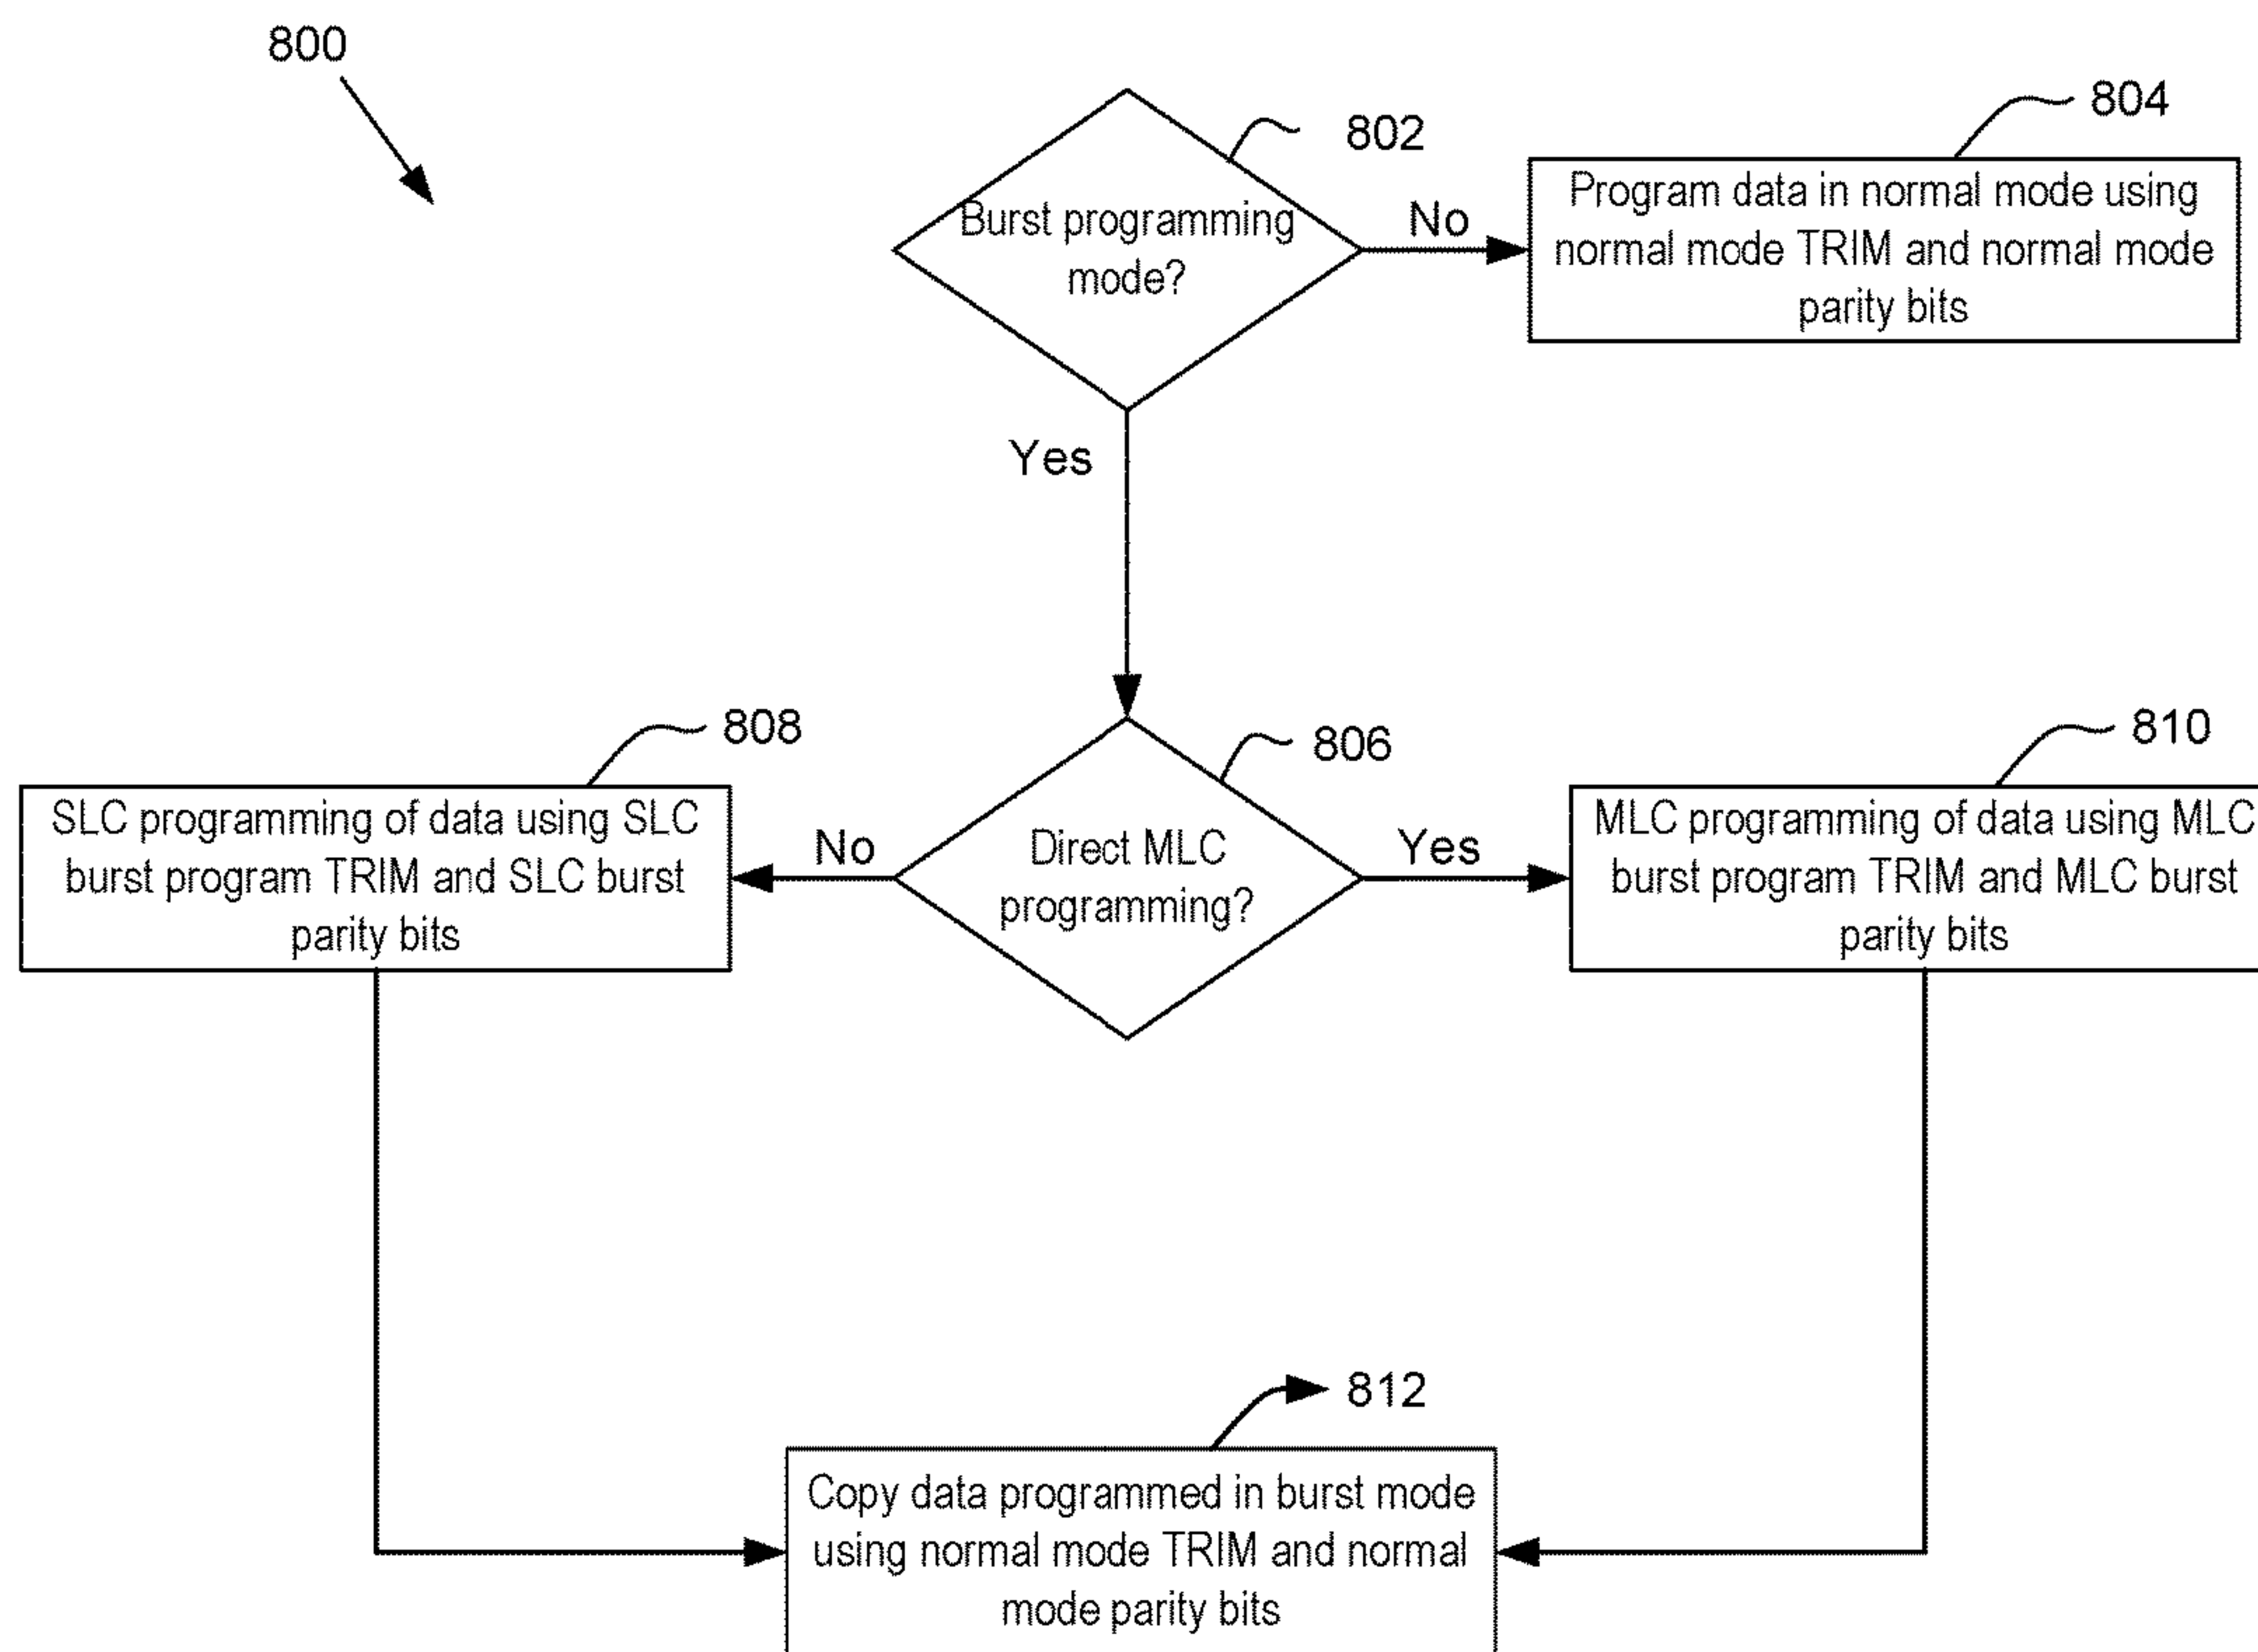 800
802
804
Burst programming
mode?
No
Program data in normal mode using
normal mode TRIM and normal mode
parity bits
Yes
808
806
810
SLC programming of data using SLC
burst program TRIM and SLC burst
parity bits
No
Direct MLC
programming?
Yes
MLC programming of data using MLC
burst program TRIM and MLC burst
parity bits
812
Copy data programmed in burst mode
using normal mode TRIM and normal
mode parity bits